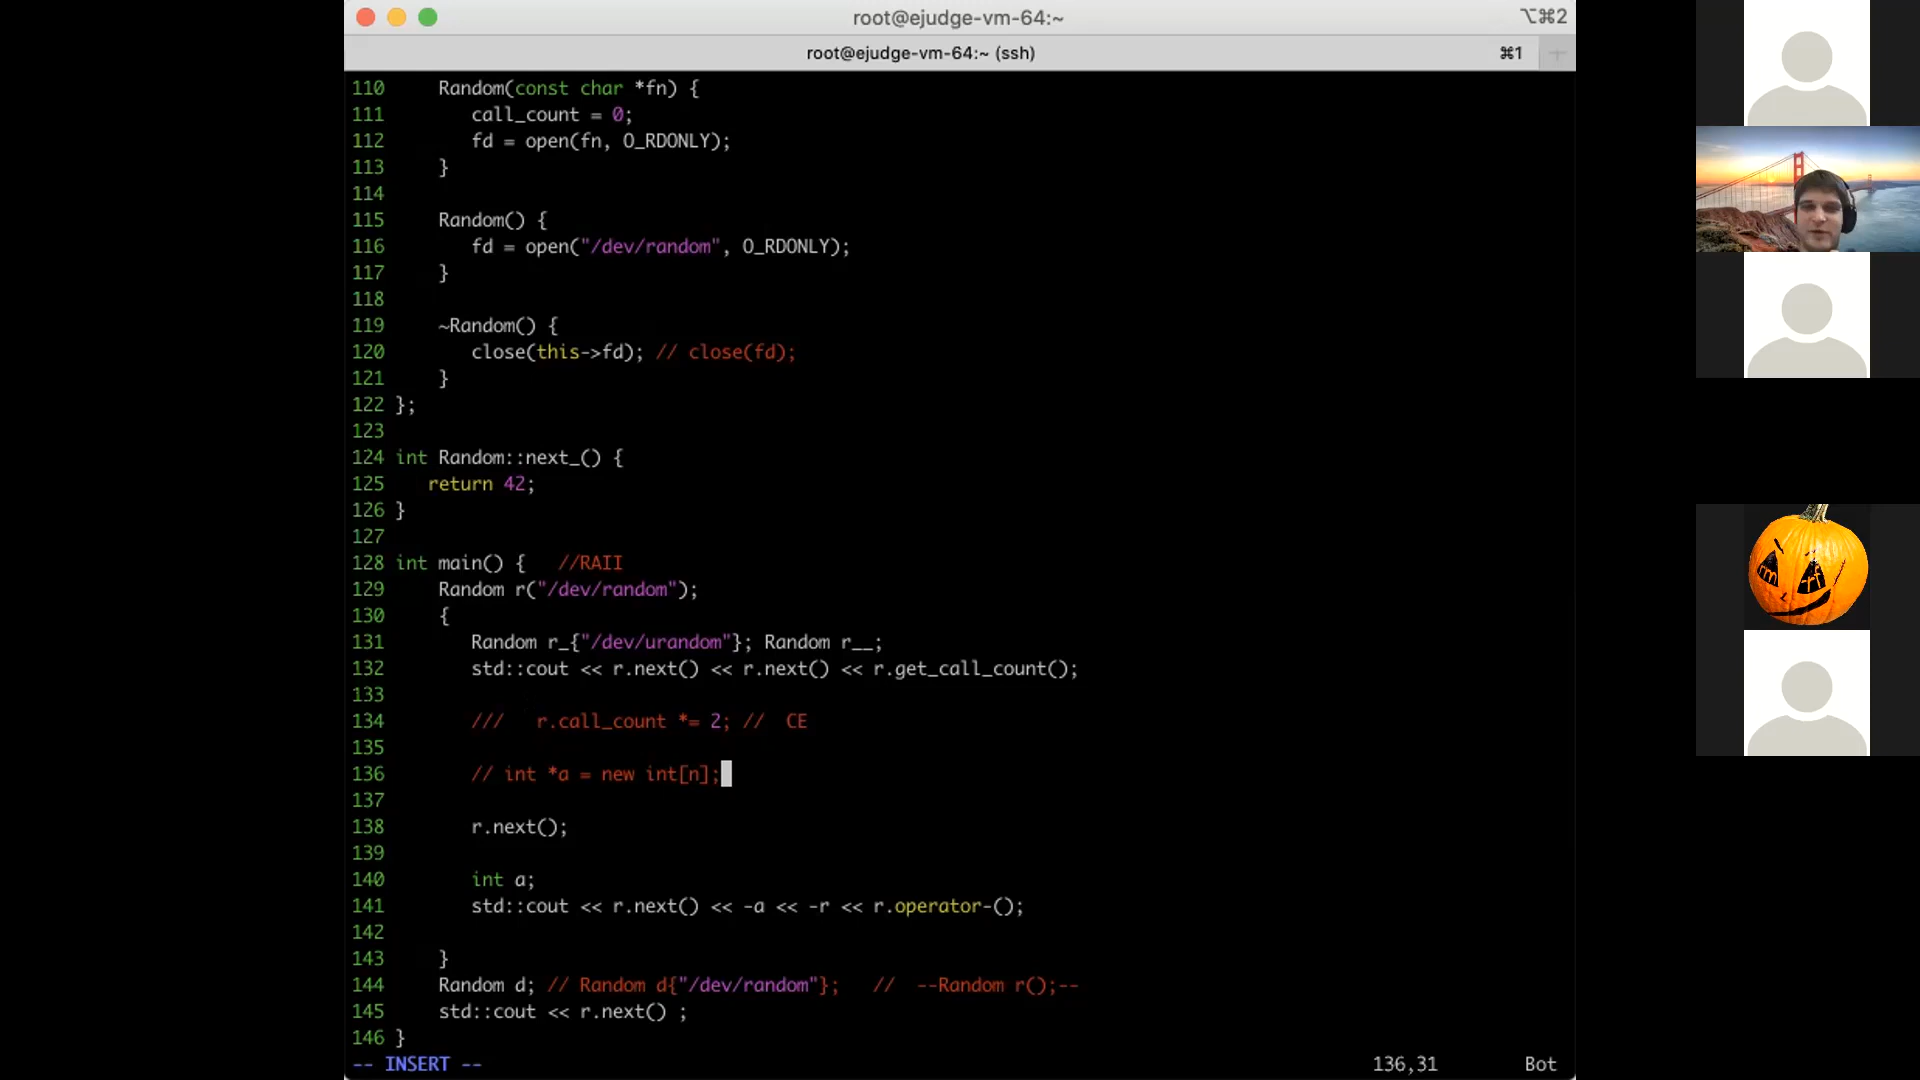 root@ejudge-vm-64:~
⌥⌘2
root@ejudge-vm-64:~ (ssh)
⌘1
+
110     Random(const char *fn) {
111        call_count = 0;
112        fd = open(fn, O_RDONLY);
113     }
114
115     Random() {
116        fd = open("/dev/random", O_RDONLY);
117     }
118
119     ~Random() {
120        close(this->fd); // close(fd);
121     }
122 };
123
124 int Random::next_() {
125    return 42;
126 }
127
128 int main() {   //RAII
129     Random r("/dev/random");
130     {
131        Random r_{"/dev/urandom"}; Random r__;
132        std::cout << r.next() << r.next() << r.get_call_count();
133
134        ///   r.call_count *= 2; //  CE
135
136        // int *a = new int[n];
137
138        r.next();
139
140        int a;
141        std::cout << r.next() << -a << -r << r.operator-();
142
143     }
144     Random d; // Random d{"/dev/random"};   //  --Random r();--
145     std::cout << r.next() ;
146 }
-- INSERT --
136,31
Bot
rm
rf